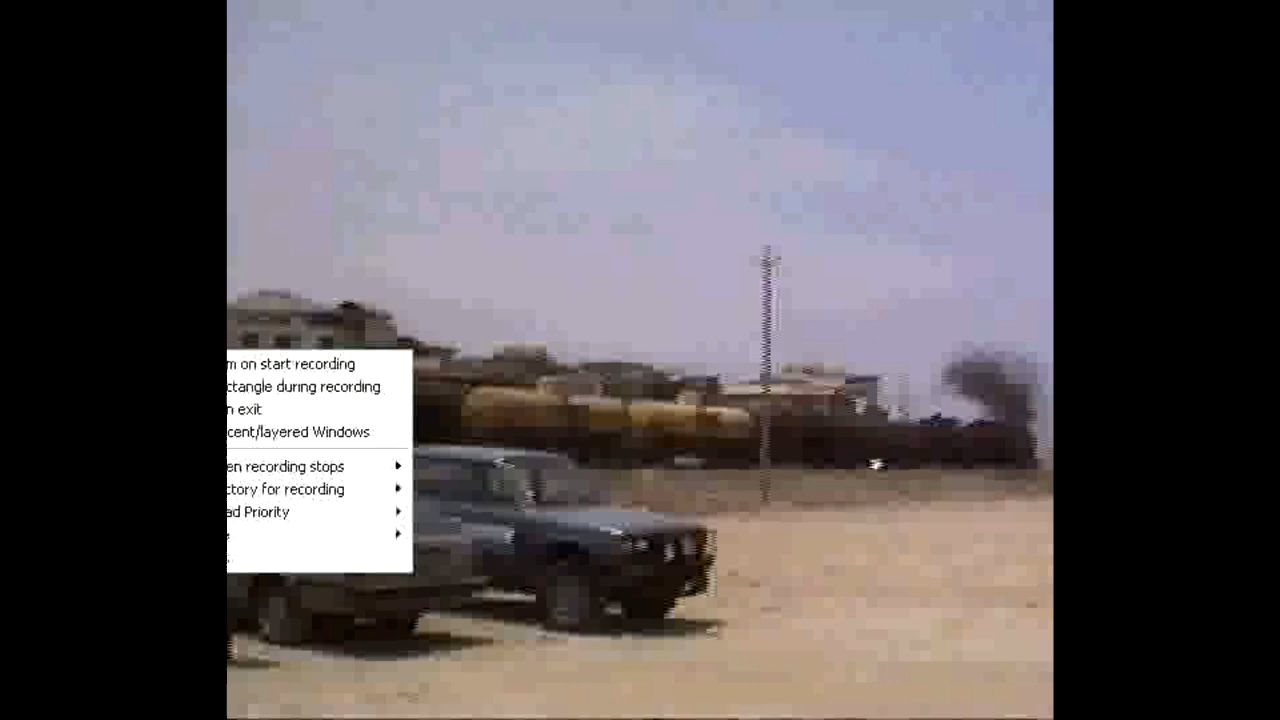 m on start recording
ctangle during recording
n exit
cent/layered Windows
en recording stops
ctory for recording
ad Priority